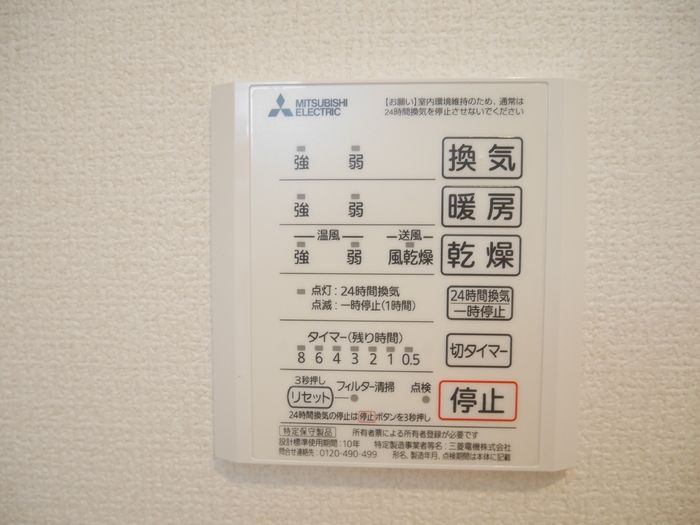 MITSUBISHI
ELECTRIC
【お願い】室内環境維持のため、通常は
24時間換気を停止させないでください
強 弱 換気
強 弱 暖房
温風 送風
強 弱 風乾燥 乾燥
点灯:24時間換気
点滅:一時停止(1時間)
24時間換気
一時停止
タイマー(残り時間)
8 6 4 3 2 1 0.5
切タイマー
3秒押し
リセット フィルター清掃 点検
停止
24時間換気の停止は停止ボタンを3秒押し
特定保守製品 所有者票による所有者登録が必要です
設計標準使用期間:10年 特定製造事業者等名:三菱電機株式会社
問合せ連絡先:0120-490-499 形名、製造年月、点検期間は本体に記載